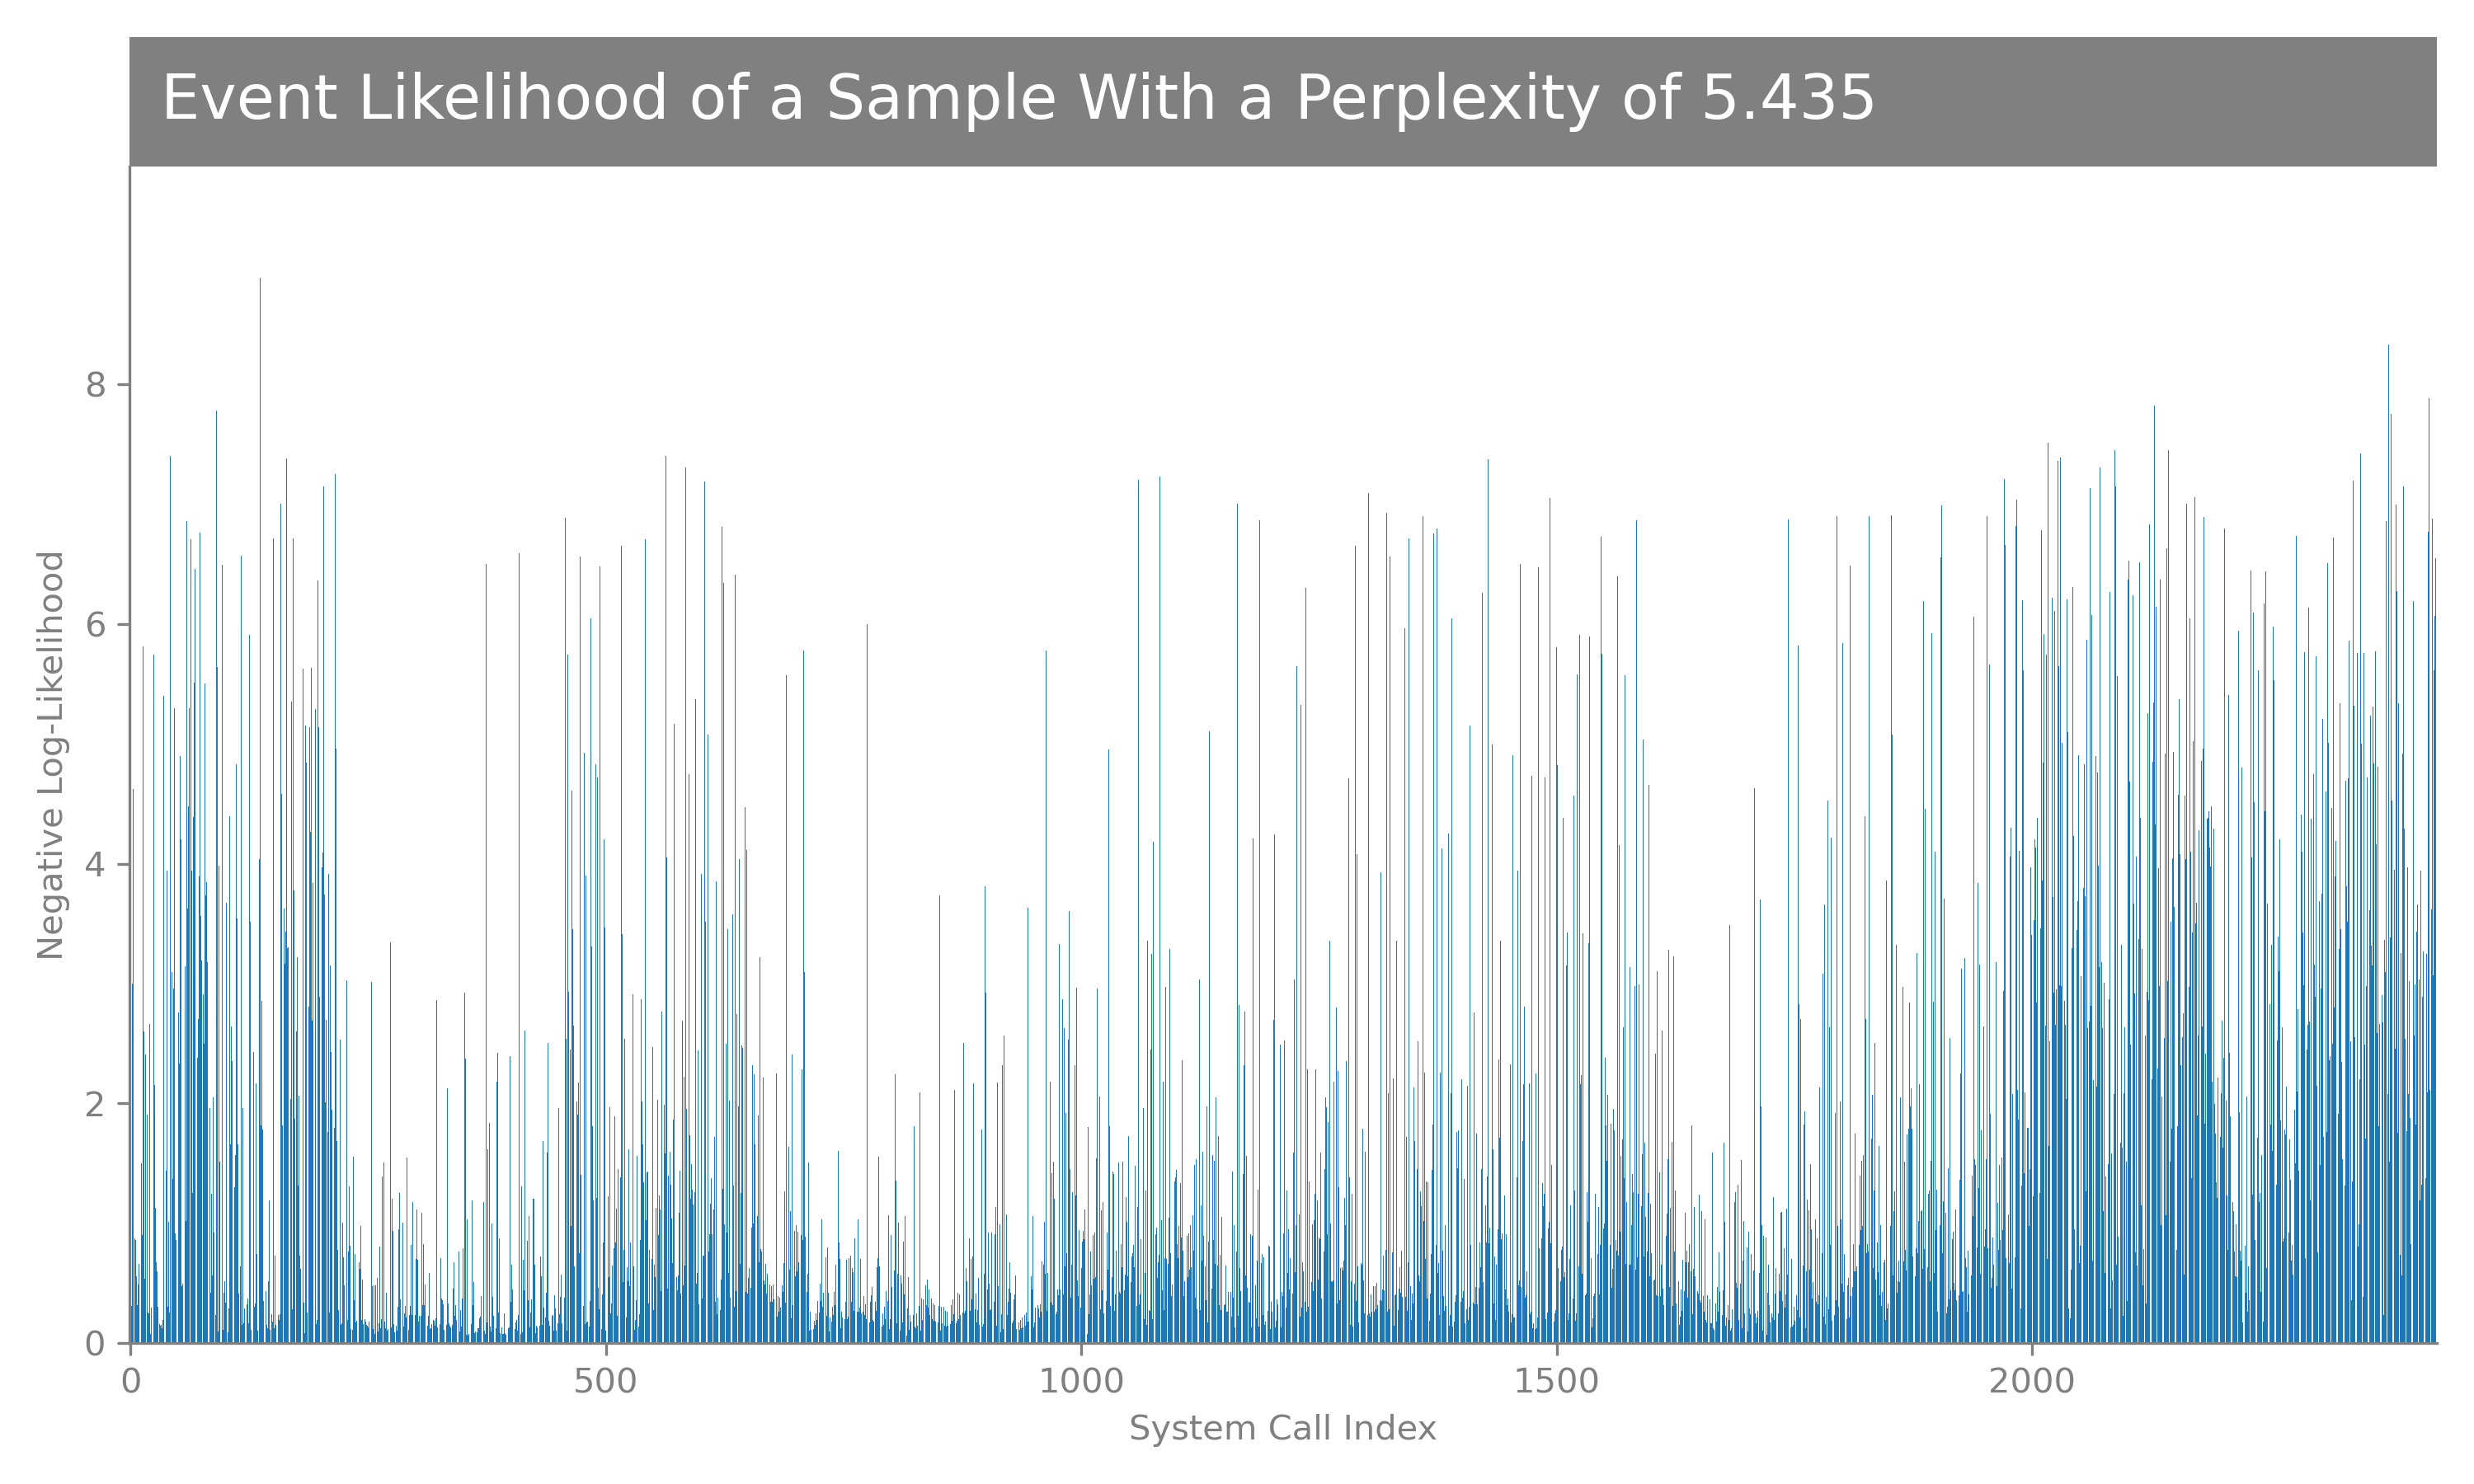 Event Likelihood of a Sample With a Perplexity of 5.435
8
6
4
2
0
Negative Log-Likelihood
0 500 1000 1500 2000
System Call Index